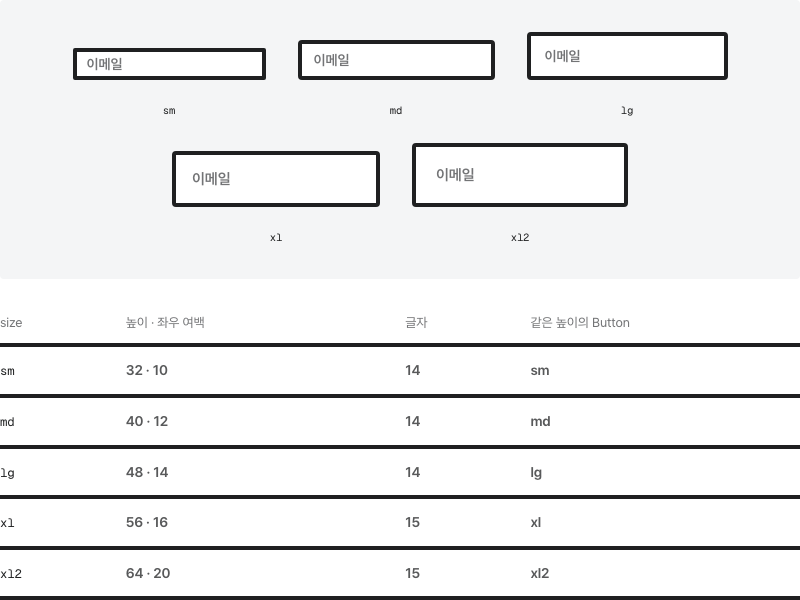 이메일 이메일 이메일
sm md lg
이메일 이메일
xl xl2
size 높이 · 좌우 여백 글자 같은 높이의 Button
sm 32 · 10 14 sm
md 40 · 12 14 md
lg 48 · 14 14 lg
xl 56 · 16 15 xl
xl2 64 · 20 15 xl2